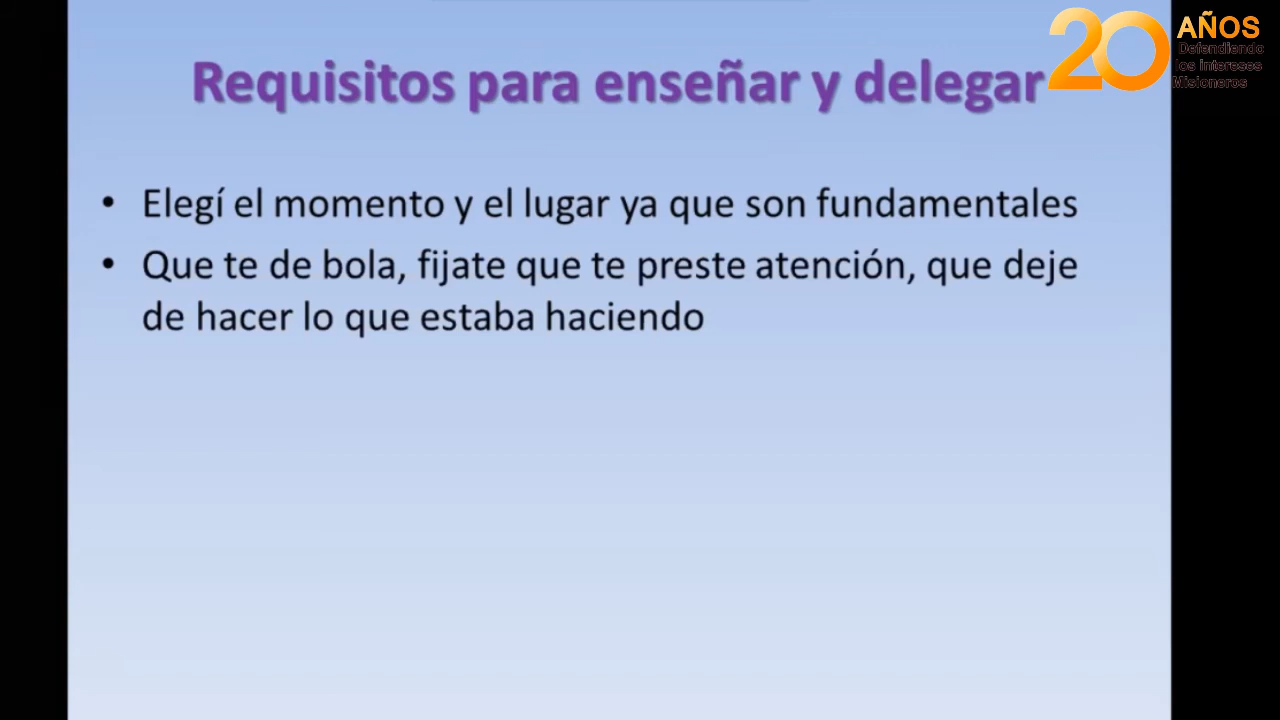 Requisitos para enseñar y delegar
20 AÑOS
Defendiendo
los intereses
Misioneros
• Elegí el momento y el lugar ya que son fundamentales
• Que te de bola, fijate que te preste atención, que deje
de hacer lo que estaba haciendo